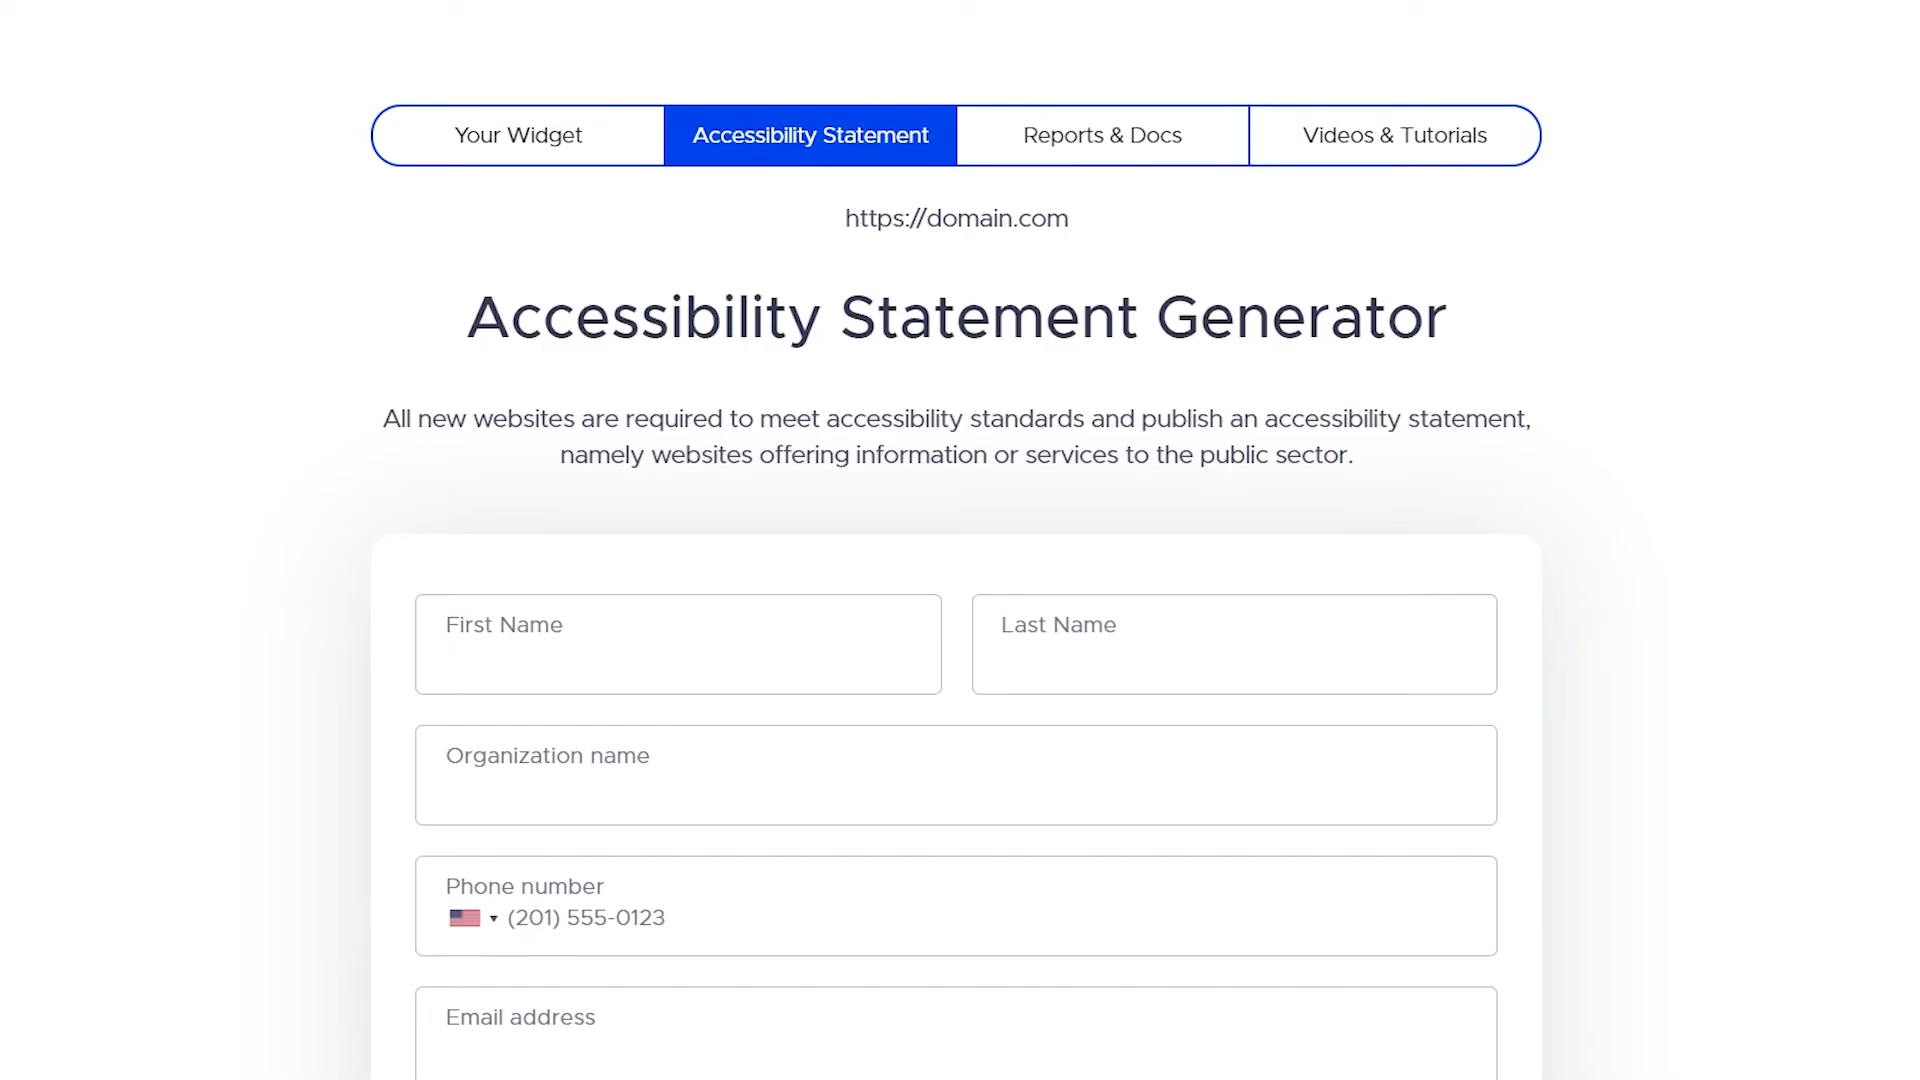 Your Widget
Accessibility Statement
Reports & Docs
Videos & Tutorials
https://domain.com
Accessibility Statement Generator
All new websites are required to meet accessibility standards and publish an accessibility statement,
namely websites offering information or services to the public sector.
First Name
Last Name
Organization name
Phone number
(201) 555-0123
Email address